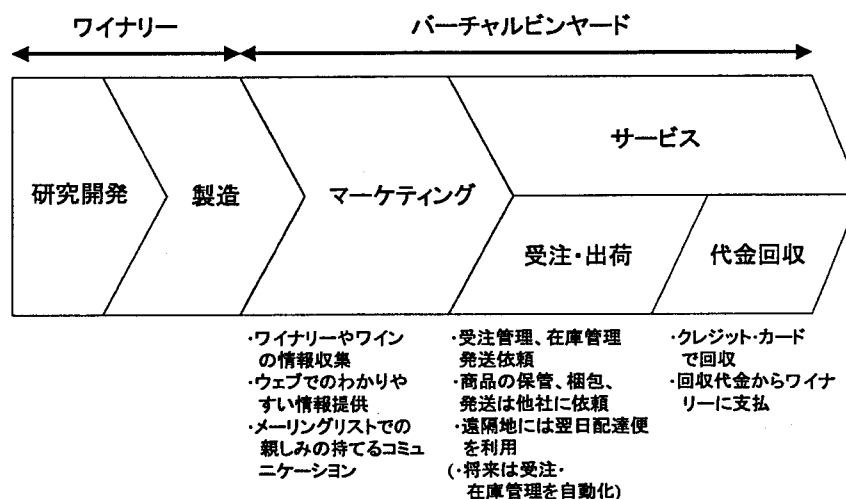 ワイナリー
バーチャルビンヤード
研究開発
製造
マーケティング
サービス
受注・出荷
代金回収
・ワイナリーやワイン
の情報収集
・ウェブでのわかりや
すい情報提供
・メーリングリストでの
親しみの持てるコミュ
ニケーション
・受注管理、在庫管理
発送依頼
・商品の保管、梱包、
発送は他社に依頼
・遠隔地には翌日配達便
を利用
(・将来は受注・
在庫管理を自動化)
・クレジット・カード
で回収
・回収代金からワイナ
リーに支払